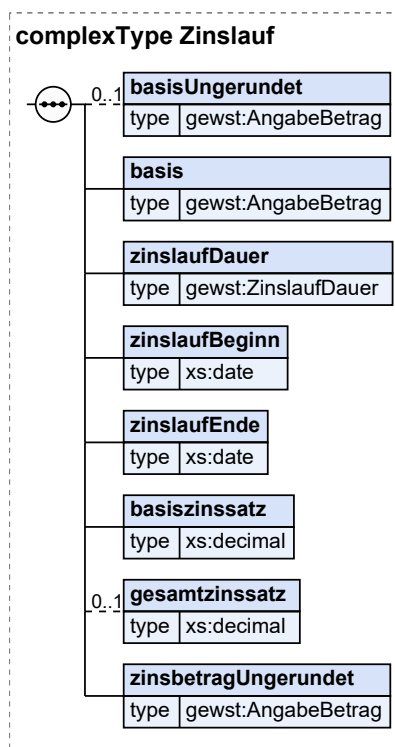 complexType Zinslauf
0..1
basisUngerundet
type gewst:AngabeBetrag
basis
type gewst:AngabeBetrag
zinslaufDauer
type gewst:ZinslaufDauer
zinslaufBeginn
type xs:date
zinslaufEnde
type xs:date
basiszinssatz
type xs:decimal
0..1
gesamtzinssatz
type xs:decimal
zinsbetragUngerundet
type gewst:AngabeBetrag